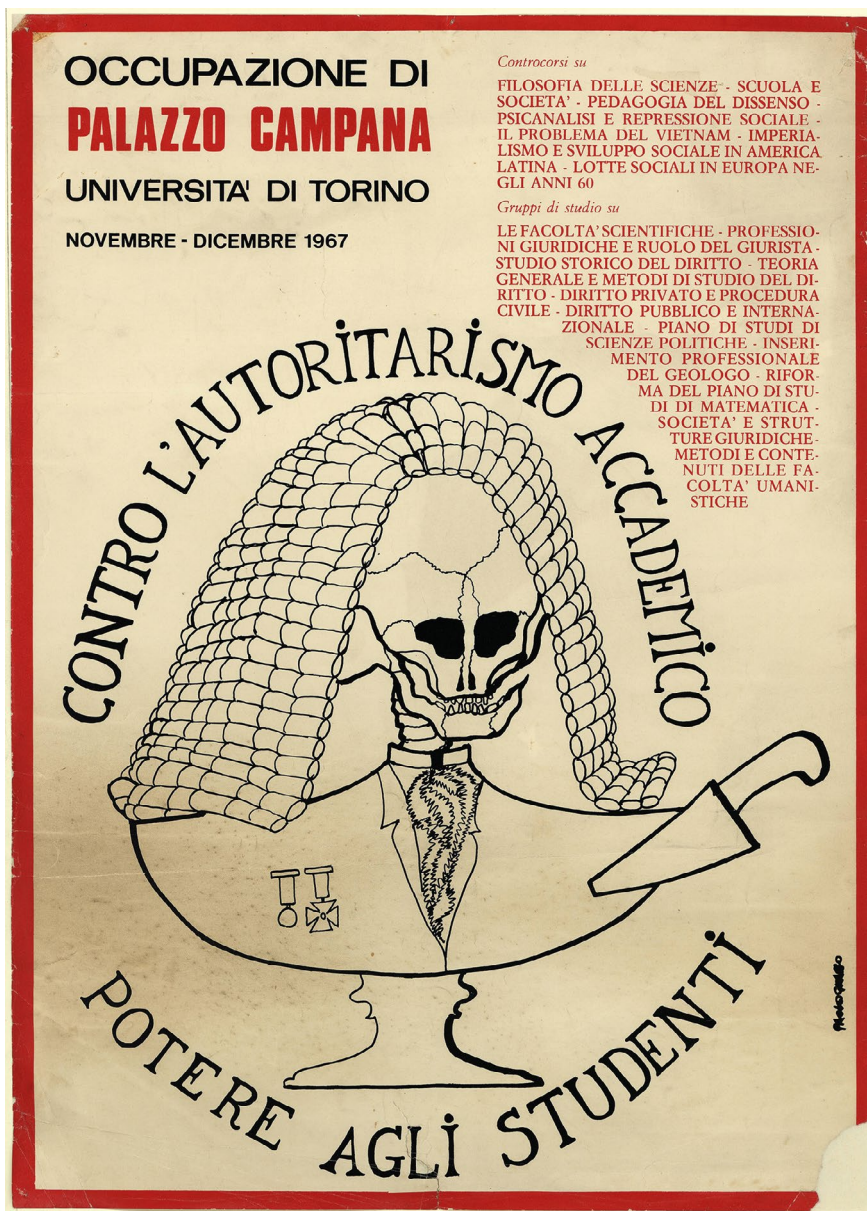 OCCUPAZIONE DI
PALAZZO CAMPANA
UNIVERSITA' DI TORINO
NOVEMBRE - DICEMBRE 1967
Controcorsi su
FILOSOFIA DELLE SCIENZE - SCUOLA E
SOCIETA' - PEDAGOGIA DEL DISSENSO -
PSICANALISI E REPRESSIONE SOCIALE -
IL PROBLEMA DEL VIETNAM - IMPERIA-
LISMO E SVILUPPO SOCIALE IN AMERICA
LATINA - LOTTE SOCIALI IN EUROPA NE-
GLI ANNI 60
Gruppi di studio su
LE FACOLTA' SCIENTIFICHE - PROFESSIO-
NI GIURIDICHE E RUOLO DEL GIURISTA -
STUDIO STORICO DEL DIRITTO - TEORIA
GENERALE E METODI DI STUDIO DEL DI-
RITTO - DIRITTO PRIVATO E PROCEDURA
CIVILE - DIRITTO PUBBLICO E INTERNA-
ZIONALE - PIANO DI STUDI DI
SCIENZE POLITICHE - INSERI-
MENTO PROFESSIONALE
DEL GEOLOGO - RIFOR-
MA DEL PIANO DI STU-
DI DI MATEMATICA -
SOCIETA' E STRUT-
TURE GIURIDICHE -
METODI E CONTE-
NUTI DELLE FA-
COLTA' UMANI-
STICHE
CONTRO L'AUTORITARISMO ACCADEMICO
POTERE AGLI STUDENTI